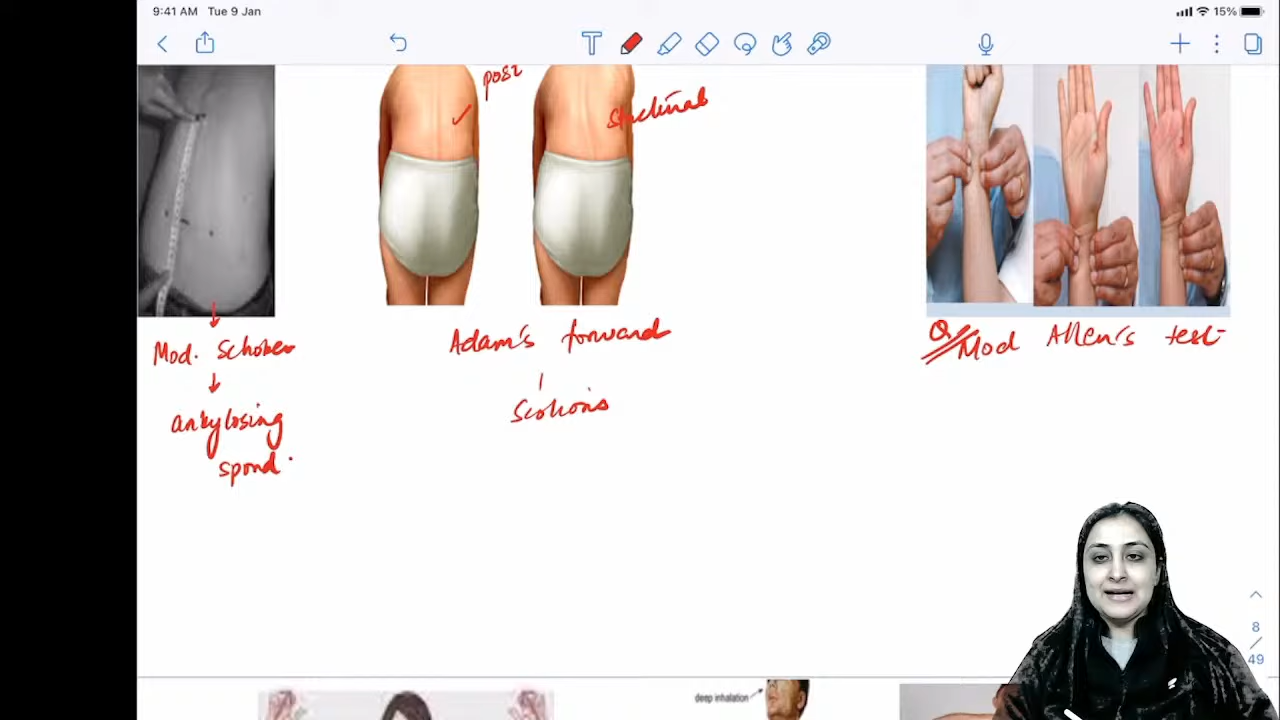 9:41 AM Tue 9 Jan
15%
post
structural
Mod. Schober
ankylosing
spond.
Adam's forward
Scoliosis
Q/ Mod Allen's test
8
49
deep inhalation